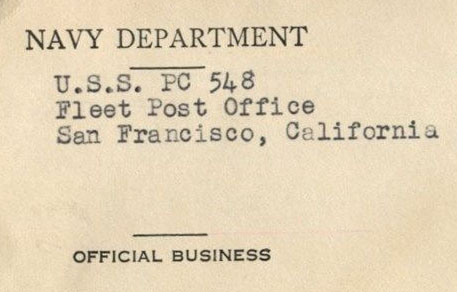 NAVY DEPARTMENT
U.S.S. PC 548
Fleet Post Office
San Francisco, California
OFFICIAL BUSINESS